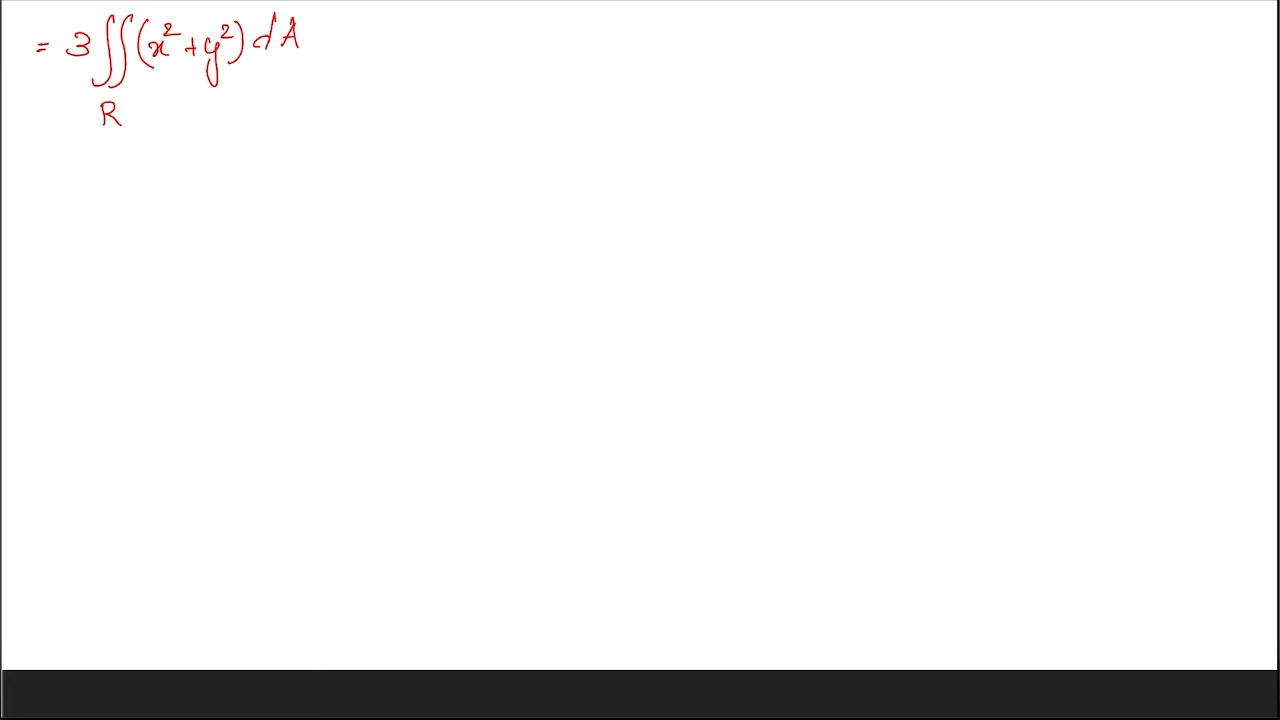 = 3∬(x²+y²)dA
R